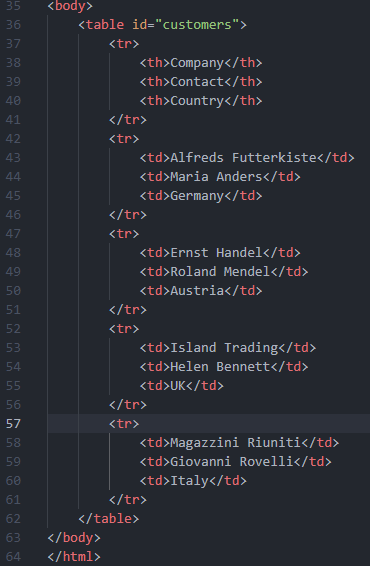 35 <body>
36     <table id="customers">
37         <tr>
38             <th>Company</th>
39             <th>Contact</th>
40             <th>Country</th>
41         </tr>
42         <tr>
43             <td>Alfreds Futterkiste</td>
44             <td>Maria Anders</td>
45             <td>Germany</td>
46         </tr>
47         <tr>
48             <td>Ernst Handel</td>
49             <td>Roland Mendel</td>
50             <td>Austria</td>
51         </tr>
52         <tr>
53             <td>Island Trading</td>
54             <td>Helen Bennett</td>
55             <td>UK</td>
56         </tr>
57         <tr>
58             <td>Magazzini Riuniti</td>
59             <td>Giovanni Rovelli</td>
60             <td>Italy</td>
61         </tr>
62     </table>
63 </body>
64 </html>